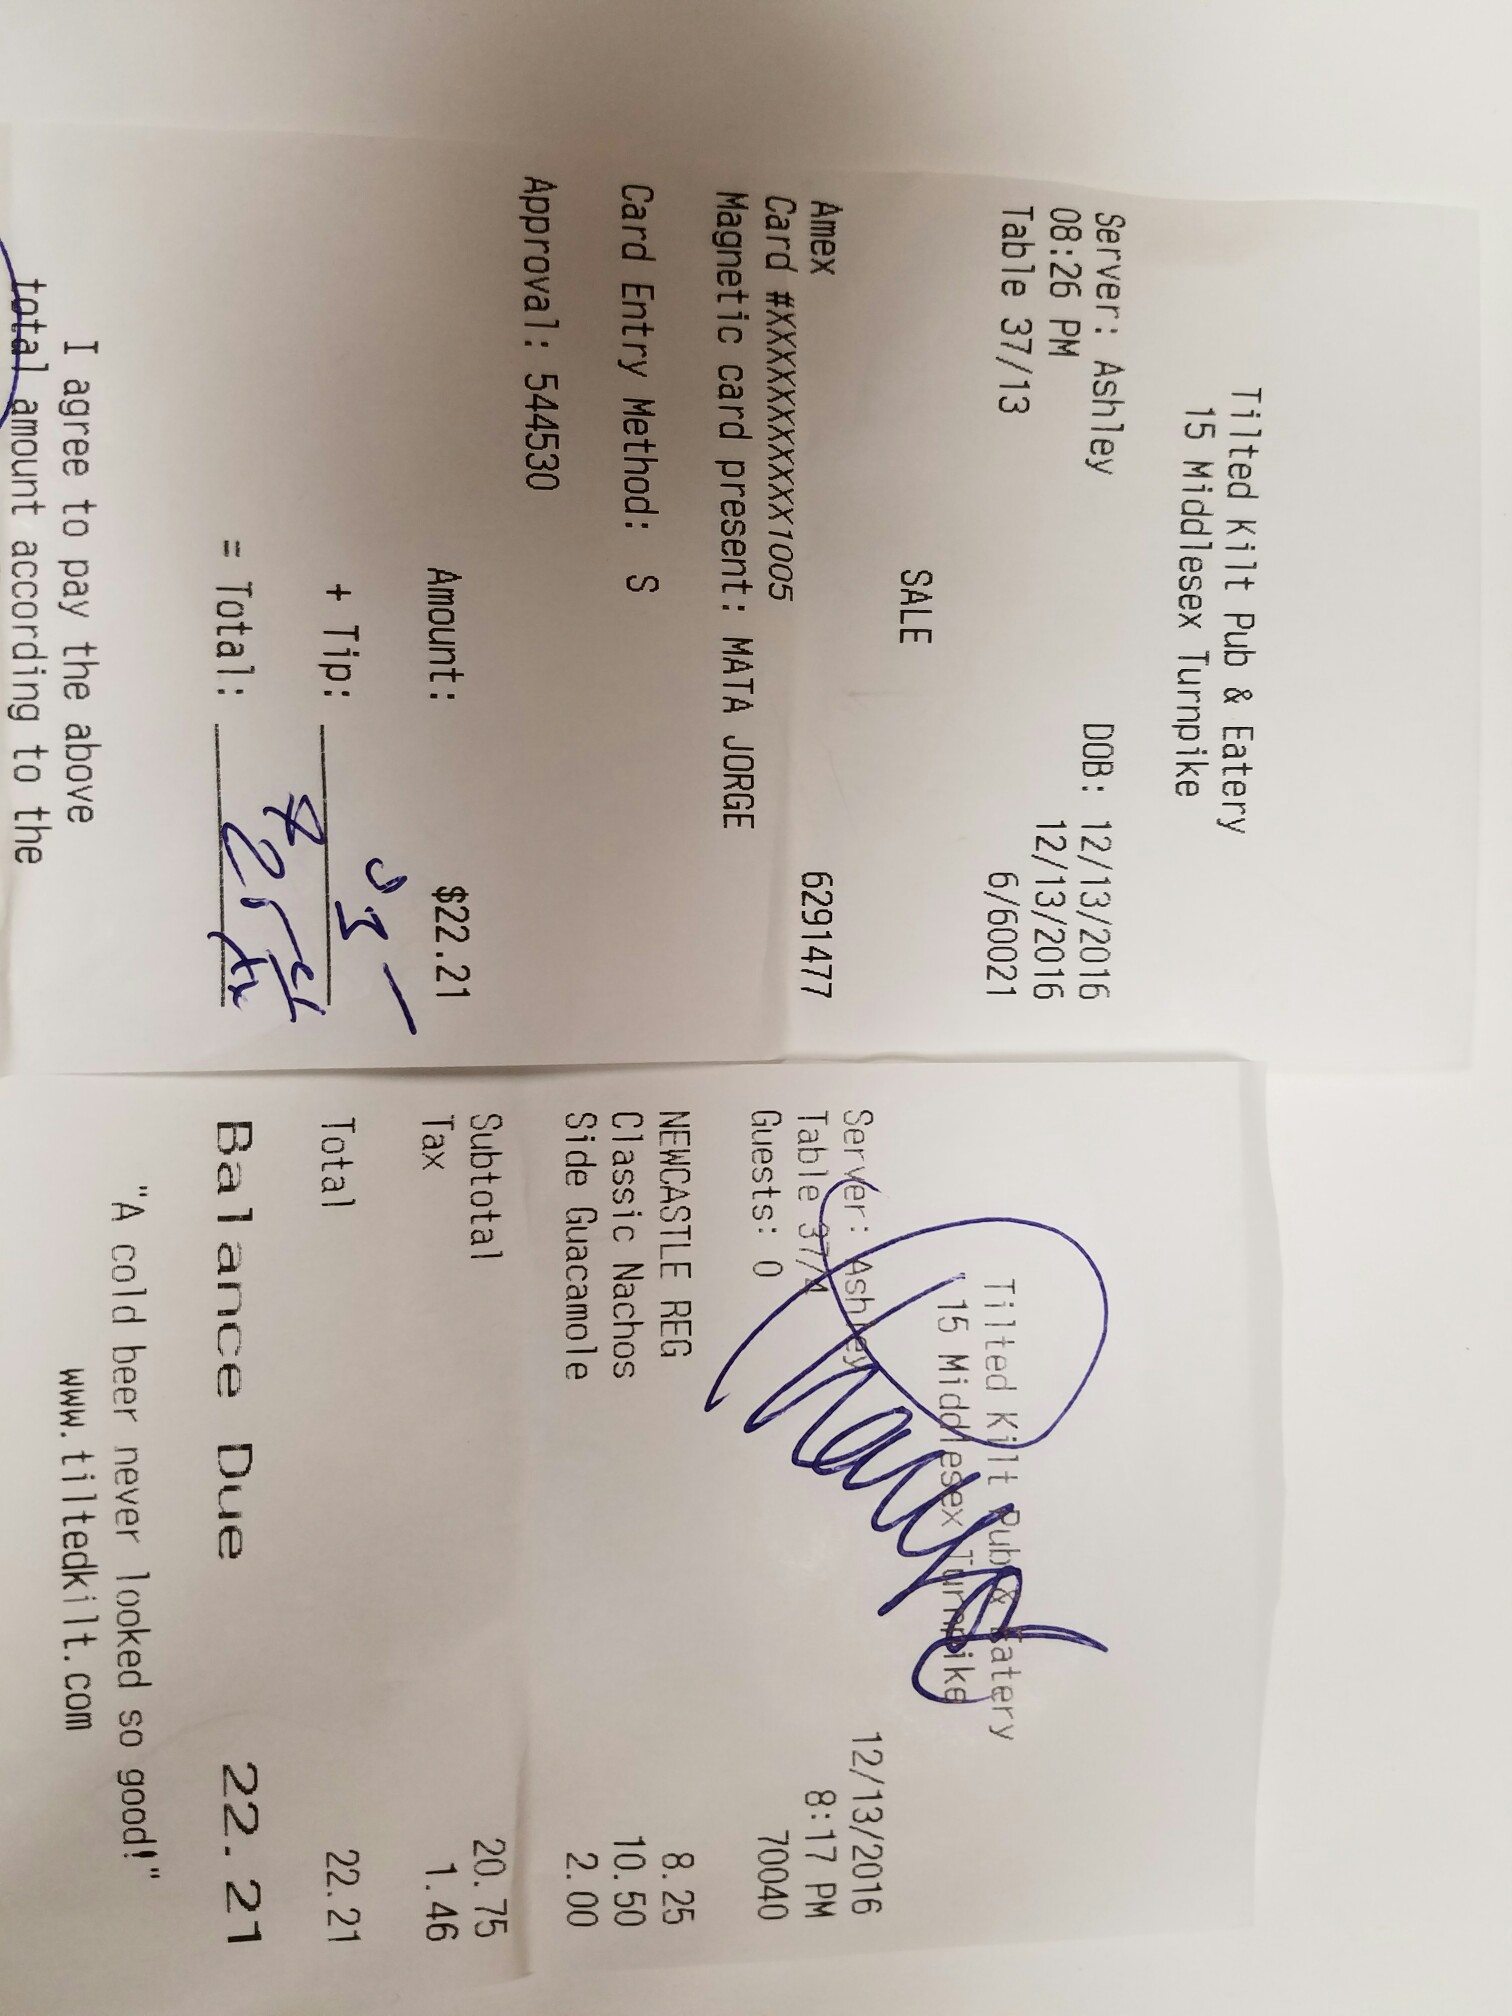 Tilted Kilt Pub & Eatery
15 Middlesex Turnpike
Server: Ashley DOB: 12/13/2016
08:26 PM 12/13/2016
Table 37/13 6/60021
SALE
Amex 6291477
Card #XXXXXXXXXXX1005
Magnetic card present: MATA JORGE
Card Entry Method: S
Approval: 544530
Amount: $22.21
+ Tip:
= Total:
I agree to pay the above
total amount according to the
Tilted Kilt Pub & Eatery
15 Middlesex Turnpike
Server: Ashley 12/13/2016
Table 37/4 8:17 PM
Guests: 0 70040
NEWCASTLE REG 8.25
Classic Nachos 10.50
Side Guacamole 2.00
Subtotal 20.75
Tax 1.46
Total 22.21
Balance Due 22.21
"A cold beer never looked so good!"
www.tiltedkilt.com